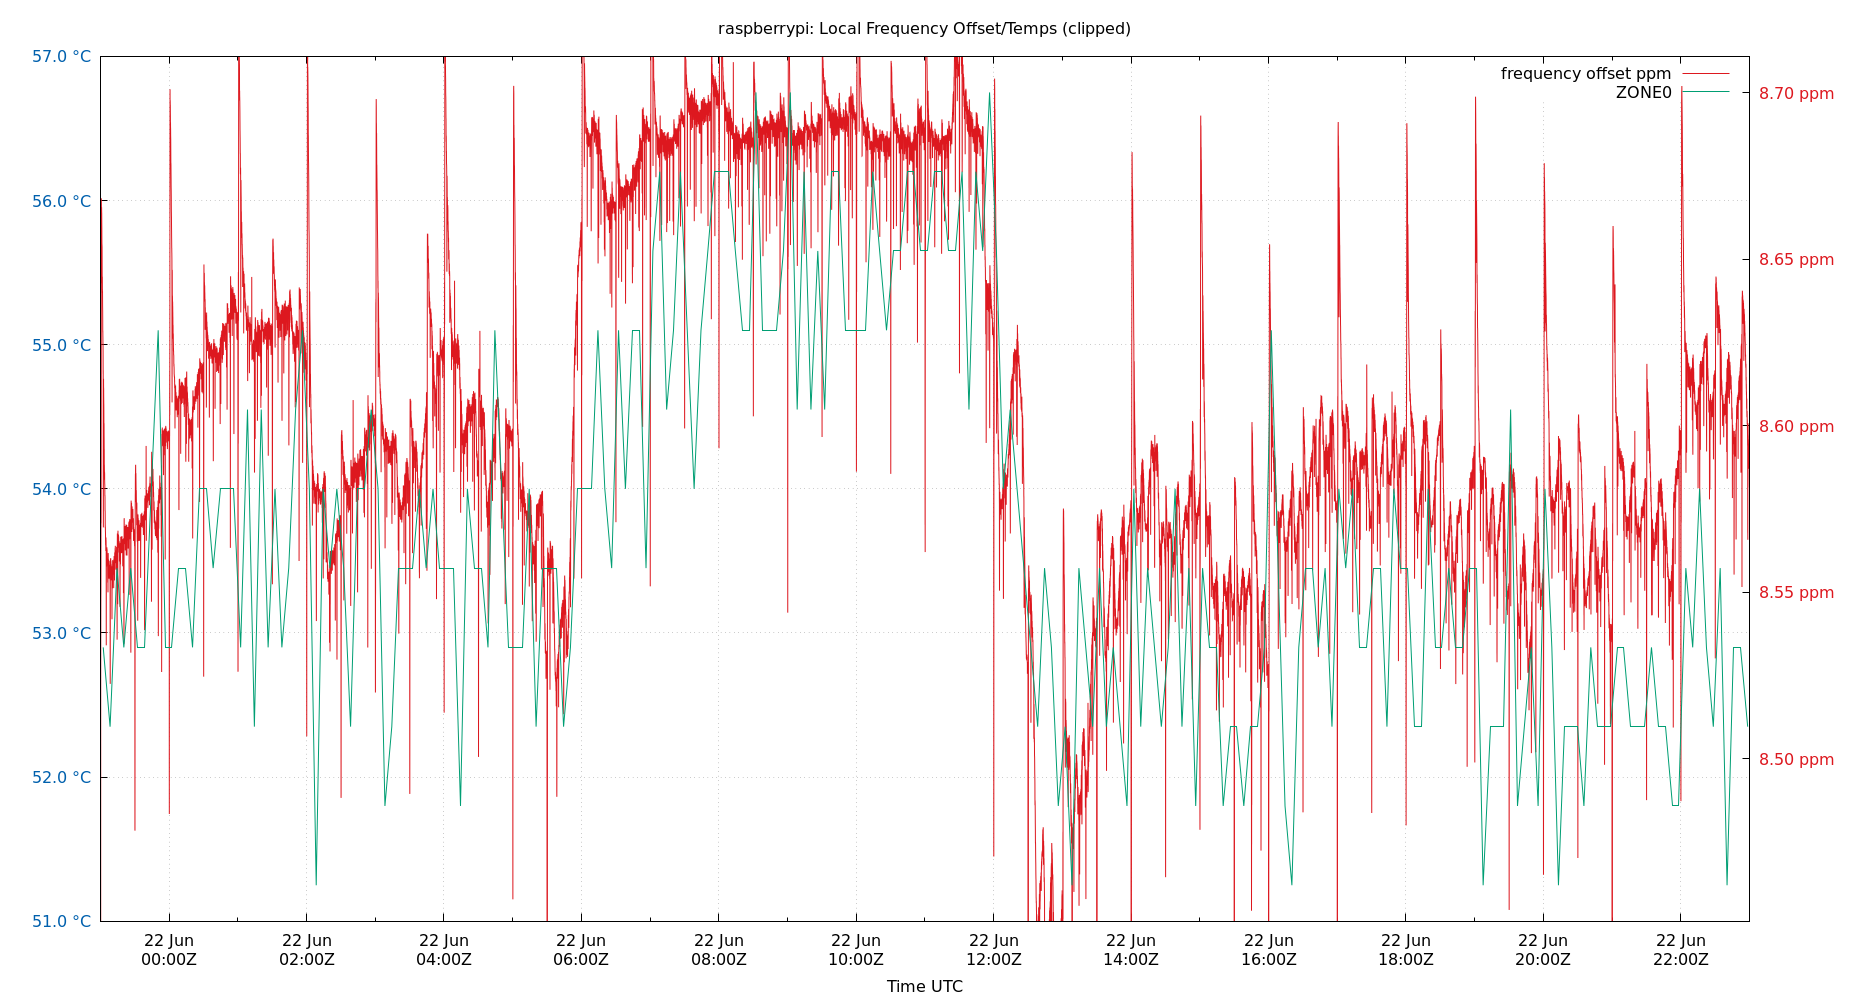 raspberrypi: Local Frequency Offset/Temps (clipped)
57.0 °C
56.0 °C
55.0 °C
54.0 °C
53.0 °C
52.0 °C
51.0 °C
frequency offset ppm
ZONE0
8.70 ppm
8.65 ppm
8.60 ppm
8.55 ppm
8.50 ppm
22 Jun
00:00Z
22 Jun
02:00Z
22 Jun
04:00Z
22 Jun
06:00Z
22 Jun
08:00Z
22 Jun
10:00Z
22 Jun
12:00Z
22 Jun
14:00Z
22 Jun
16:00Z
22 Jun
18:00Z
22 Jun
20:00Z
22 Jun
22:00Z
Time UTC